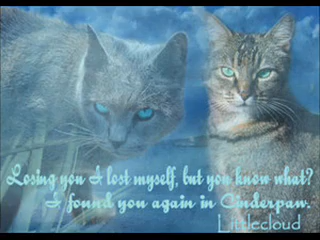 Losing you I lost myself, but you know what?
I found you again in Cinderpaw.
Littlecloud